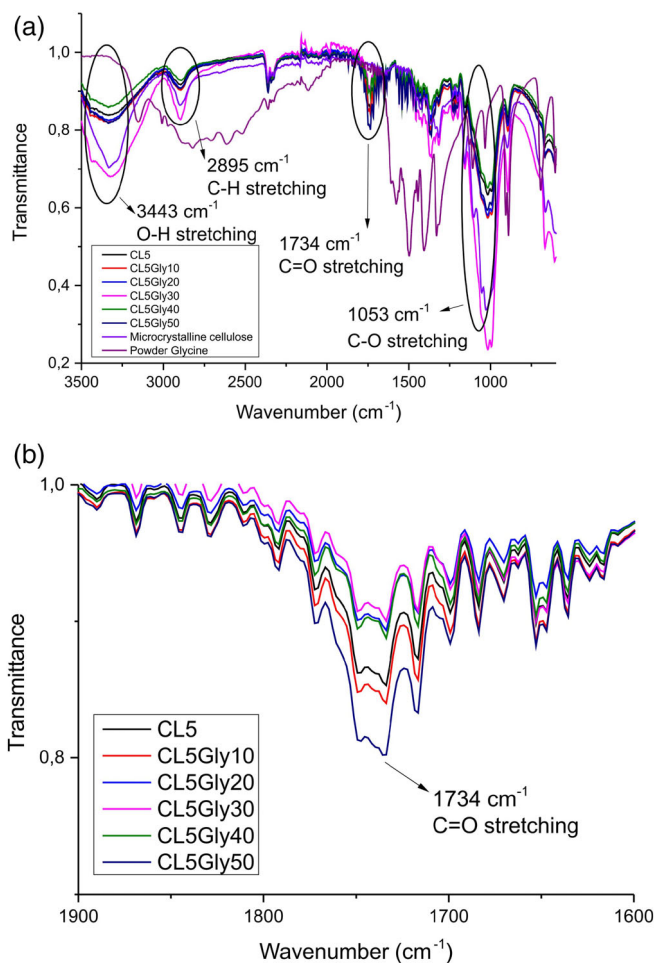 (a)
1,0
0,8
0,6
0,4
0,2
Transmittance
2895 cm⁻¹
C-H stretching
3443 cm⁻¹
O-H stretching
1734 cm⁻¹
C=O stretching
1053 cm⁻¹
C-O stretching
CL5
CL5Gly10
CL5Gly20
CL5Gly30
CL5Gly40
CL5Gly50
Microcrystalline cellulose
Powder Glycine
3500 3000 2500 2000 1500 1000
Wavenumber (cm⁻¹)
(b)
1,0
0,8
Transmittance
CL5
CL5Gly10
CL5Gly20
CL5Gly30
CL5Gly40
CL5Gly50
1734 cm⁻¹
C=O stretching
1900 1800 1700 1600
Wavenumber (cm⁻¹)